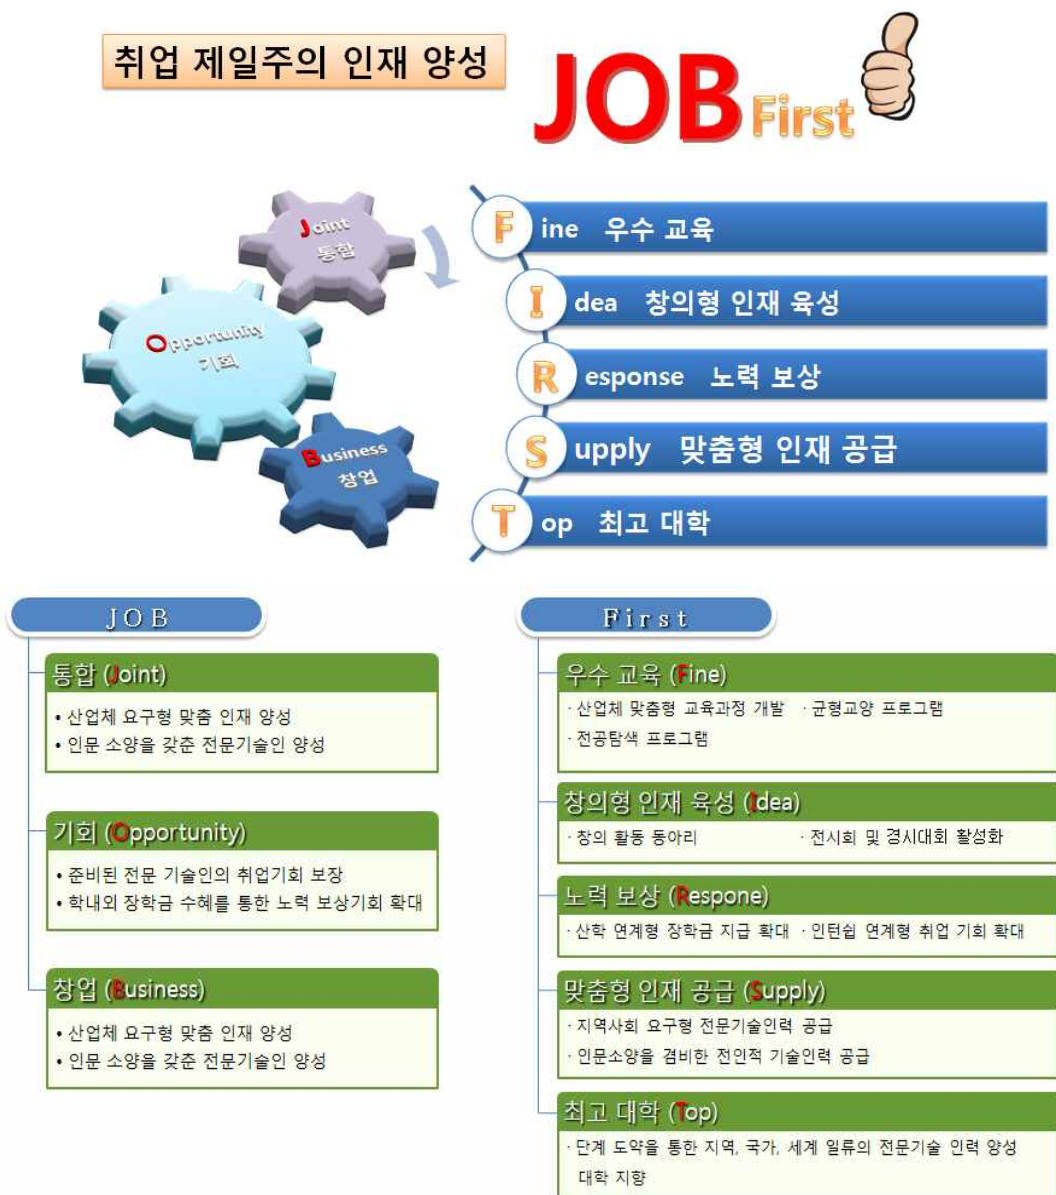 취업 제일주의 인재 양성
JOB First
Joint
통합
Opportunity
기회
Business
창업
Fine 우수 교육
Idea 창의형 인재 육성
Response 노력 보상
Supply 맞춤형 인재 공급
Top 최고 대학
JOB
통합 (Joint)
• 산업체 요구형 맞춤 인재 양성
• 인문 소양을 갖춘 전문기술인 양성
기회 (Opportunity)
• 준비된 전문 기술인의 취업기회 보장
• 학내외 장학금 수혜를 통한 노력 보상기회 확대
창업 (Business)
• 산업체 요구형 맞춤 인재 양성
• 인문 소양을 갖춘 전문기술인 양성
First
우수 교육 (Fine)
· 산업체 맞춤형 교육과정 개발 · 균형교양 프로그램
· 전공탐색 프로그램
창의형 인재 육성 (Idea)
· 창의 활동 동아리 · 전시회 및 경시대회 활성화
노력 보상 (Respone)
· 산학 연계형 장학금 지급 확대 · 인턴쉽 연계형 취업 기회 확대
맞춤형 인재 공급 (Supply)
· 지역사회 요구형 전문기술인력 공급
· 인문소양을 겸비한 전인적 기술인력 공급
최고 대학 (Top)
· 단계 도약을 통한 지역, 국가, 세계 일류의 전문기술 인력 양성
대학 지향